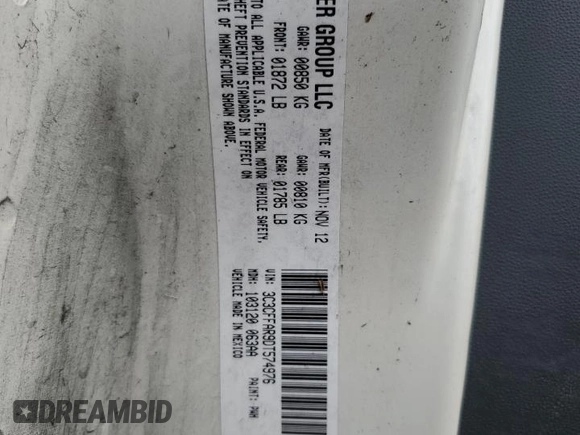 ER GROUP LLC
DATE OF MFR(BUILT): NOV 12
GAWR: 00850 KG
GAWR: 00810 KG
FRONT: 01872 LB
REAR: 01785 LB
TO ALL APPLICABLE U.S.A. FEDERAL MOTOR VEHICLE SAFETY,
THEFT PREVENTION STANDARDS IN EFFECT ON
DATE OF MANUFACTURE SHOWN ABOVE.
VIN: 3C3CFFAR9DT574976
MDH: 103120 063AA
PAINT: PWH
VEHICLE MADE IN MEXICO
DREAMBID